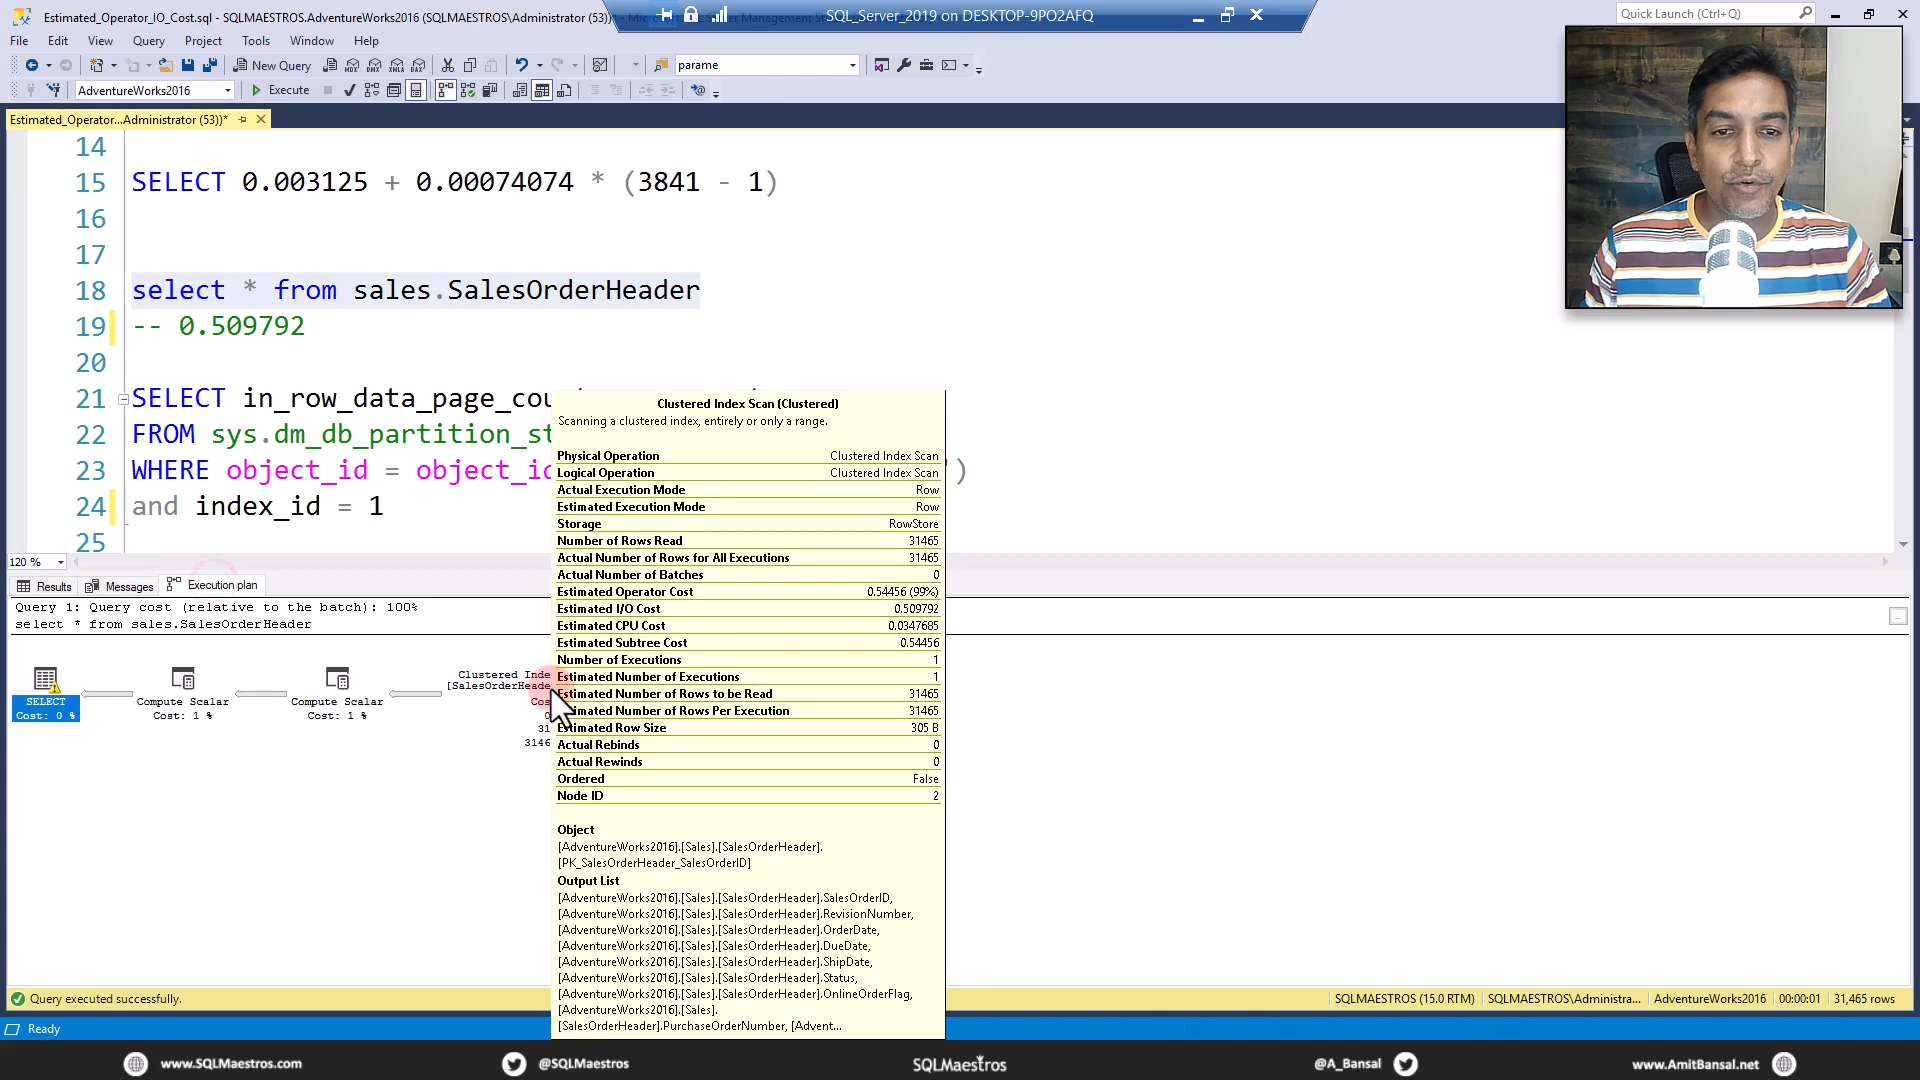 Estimated_Operator_IO_Cost.sql - SQLMAESTROS.AdventureWorks2016 (SQLMAESTROS\Administrator (53))*
SQL_Server_2019 on DESKTOP-9PO2AFQ
Quick Launch (Ctrl+Q)
File Edit View Query Project Tools Window Help
New Query
parame
AdventureWorks2016
Execute
Estimated_Operator...Administrator (53))*
14
15 SELECT 0.003125 + 0.00074074 * (3841 - 1)
16
17
18 select * from sales.SalesOrderHeader
19 -- 0.509792
20
21 SELECT in_row_data_page_cou
22 FROM sys.dm_db_partition_st
23 WHERE object_id = object_id )
24 and index_id = 1
25
120 %
Results Messages Execution plan
Query 1: Query cost (relative to the batch): 100%
select * from sales.SalesOrderHeader
SELECT
Cost: 0 %
Compute Scalar
Cost: 1 %
Compute Scalar
Cost: 1 %
Clustered Inde
[SalesOrderHeade
Cos
0
31
3146
Clustered Index Scan (Clustered)
Scanning a clustered index, entirely or only a range.
Physical Operation Clustered Index Scan
Logical Operation Clustered Index Scan
Actual Execution Mode Row
Estimated Execution Mode Row
Storage RowStore
Number of Rows Read 31465
Actual Number of Rows for All Executions 31465
Actual Number of Batches 0
Estimated Operator Cost 0.54456 (99%)
Estimated I/O Cost 0.509792
Estimated CPU Cost 0.0347685
Estimated Subtree Cost 0.54456
Number of Executions 1
Estimated Number of Executions 1
Estimated Number of Rows to be Read 31465
Estimated Number of Rows Per Execution 31465
Estimated Row Size 305 B
Actual Rebinds 0
Actual Rewinds 0
Ordered False
Node ID 2
Object
[AdventureWorks2016].[Sales].[SalesOrderHeader].
[PK_SalesOrderHeader_SalesOrderID]
Output List
[AdventureWorks2016].[Sales].[SalesOrderHeader].SalesOrderID,
[AdventureWorks2016].[Sales].[SalesOrderHeader].RevisionNumber,
[AdventureWorks2016].[Sales].[SalesOrderHeader].OrderDate,
[AdventureWorks2016].[Sales].[SalesOrderHeader].DueDate,
[AdventureWorks2016].[Sales].[SalesOrderHeader].ShipDate,
[AdventureWorks2016].[Sales].[SalesOrderHeader].Status,
[AdventureWorks2016].[Sales].[SalesOrderHeader].OnlineOrderFlag,
[AdventureWorks2016].[Sales].
[SalesOrderHeader].PurchaseOrderNumber, [Advent...
Query executed successfully.
SQLMAESTROS (15.0 RTM) SQLMAESTROS\Administra... AdventureWorks2016 00:00:01 31,465 rows
Ready
www.SQLMaestros.com @SQLMaestros SQLMaestros @A_Bansal www.AmitBansal.net